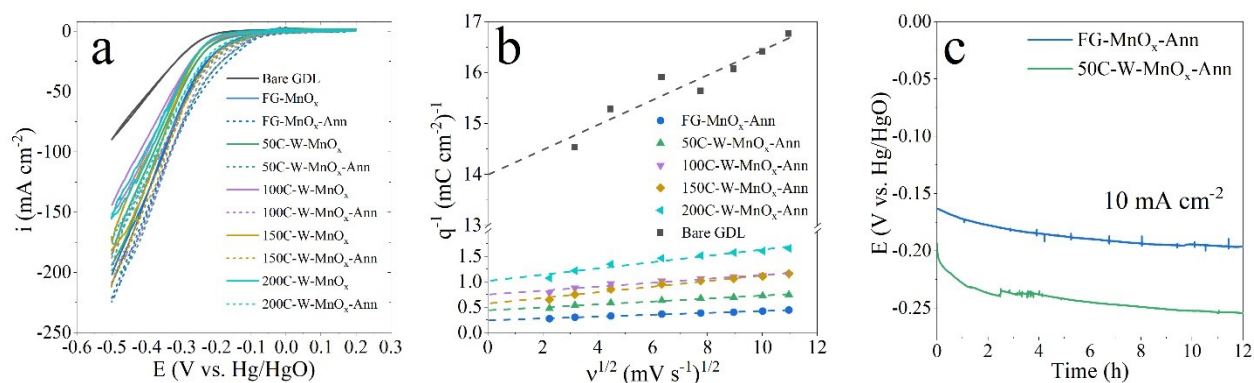 a
0
-50
-100
-150
-200
-250
i (mA cm⁻²)
-0.6 -0.5 -0.4 -0.3 -0.2 -0.1 0.0 0.1 0.2 0.3
E (V vs. Hg/HgO)
Bare GDL
FG-MnOₓ
FG-MnOₓ-Ann
50C-W-MnOₓ
50C-W-MnOₓ-Ann
100C-W-MnOₓ
100C-W-MnOₓ-Ann
150C-W-MnOₓ
150C-W-MnOₓ-Ann
200C-W-MnOₓ
200C-W-MnOₓ-Ann
b
17
16
15
14
13
1.5
1.0
0.5
0.0
q⁻¹ (mC cm⁻²)⁻¹
0 2 4 6 8 10 12
ν¹ᐟ² (mV s⁻¹)¹ᐟ²
FG-MnOₓ-Ann
50C-W-MnOₓ-Ann
100C-W-MnOₓ-Ann
150C-W-MnOₓ-Ann
200C-W-MnOₓ-Ann
Bare GDL
c
0.00
-0.05
-0.10
-0.15
-0.20
-0.25
E (V vs. Hg/HgO)
FG-MnOₓ-Ann
50C-W-MnOₓ-Ann
10 mA cm⁻²
0 2 4 6 8 10 12
Time (h)